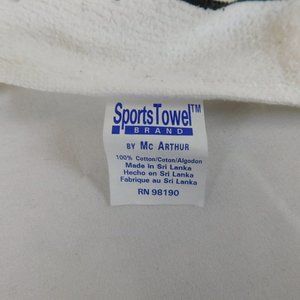 SportsTowel™
BRAND
BY MC ARTHUR
100% Cotton/Coton/Algodon
Made in Sri Lanka
Hecho en Sri Lanka
Fabrique au Sri Lanka
RN 98190